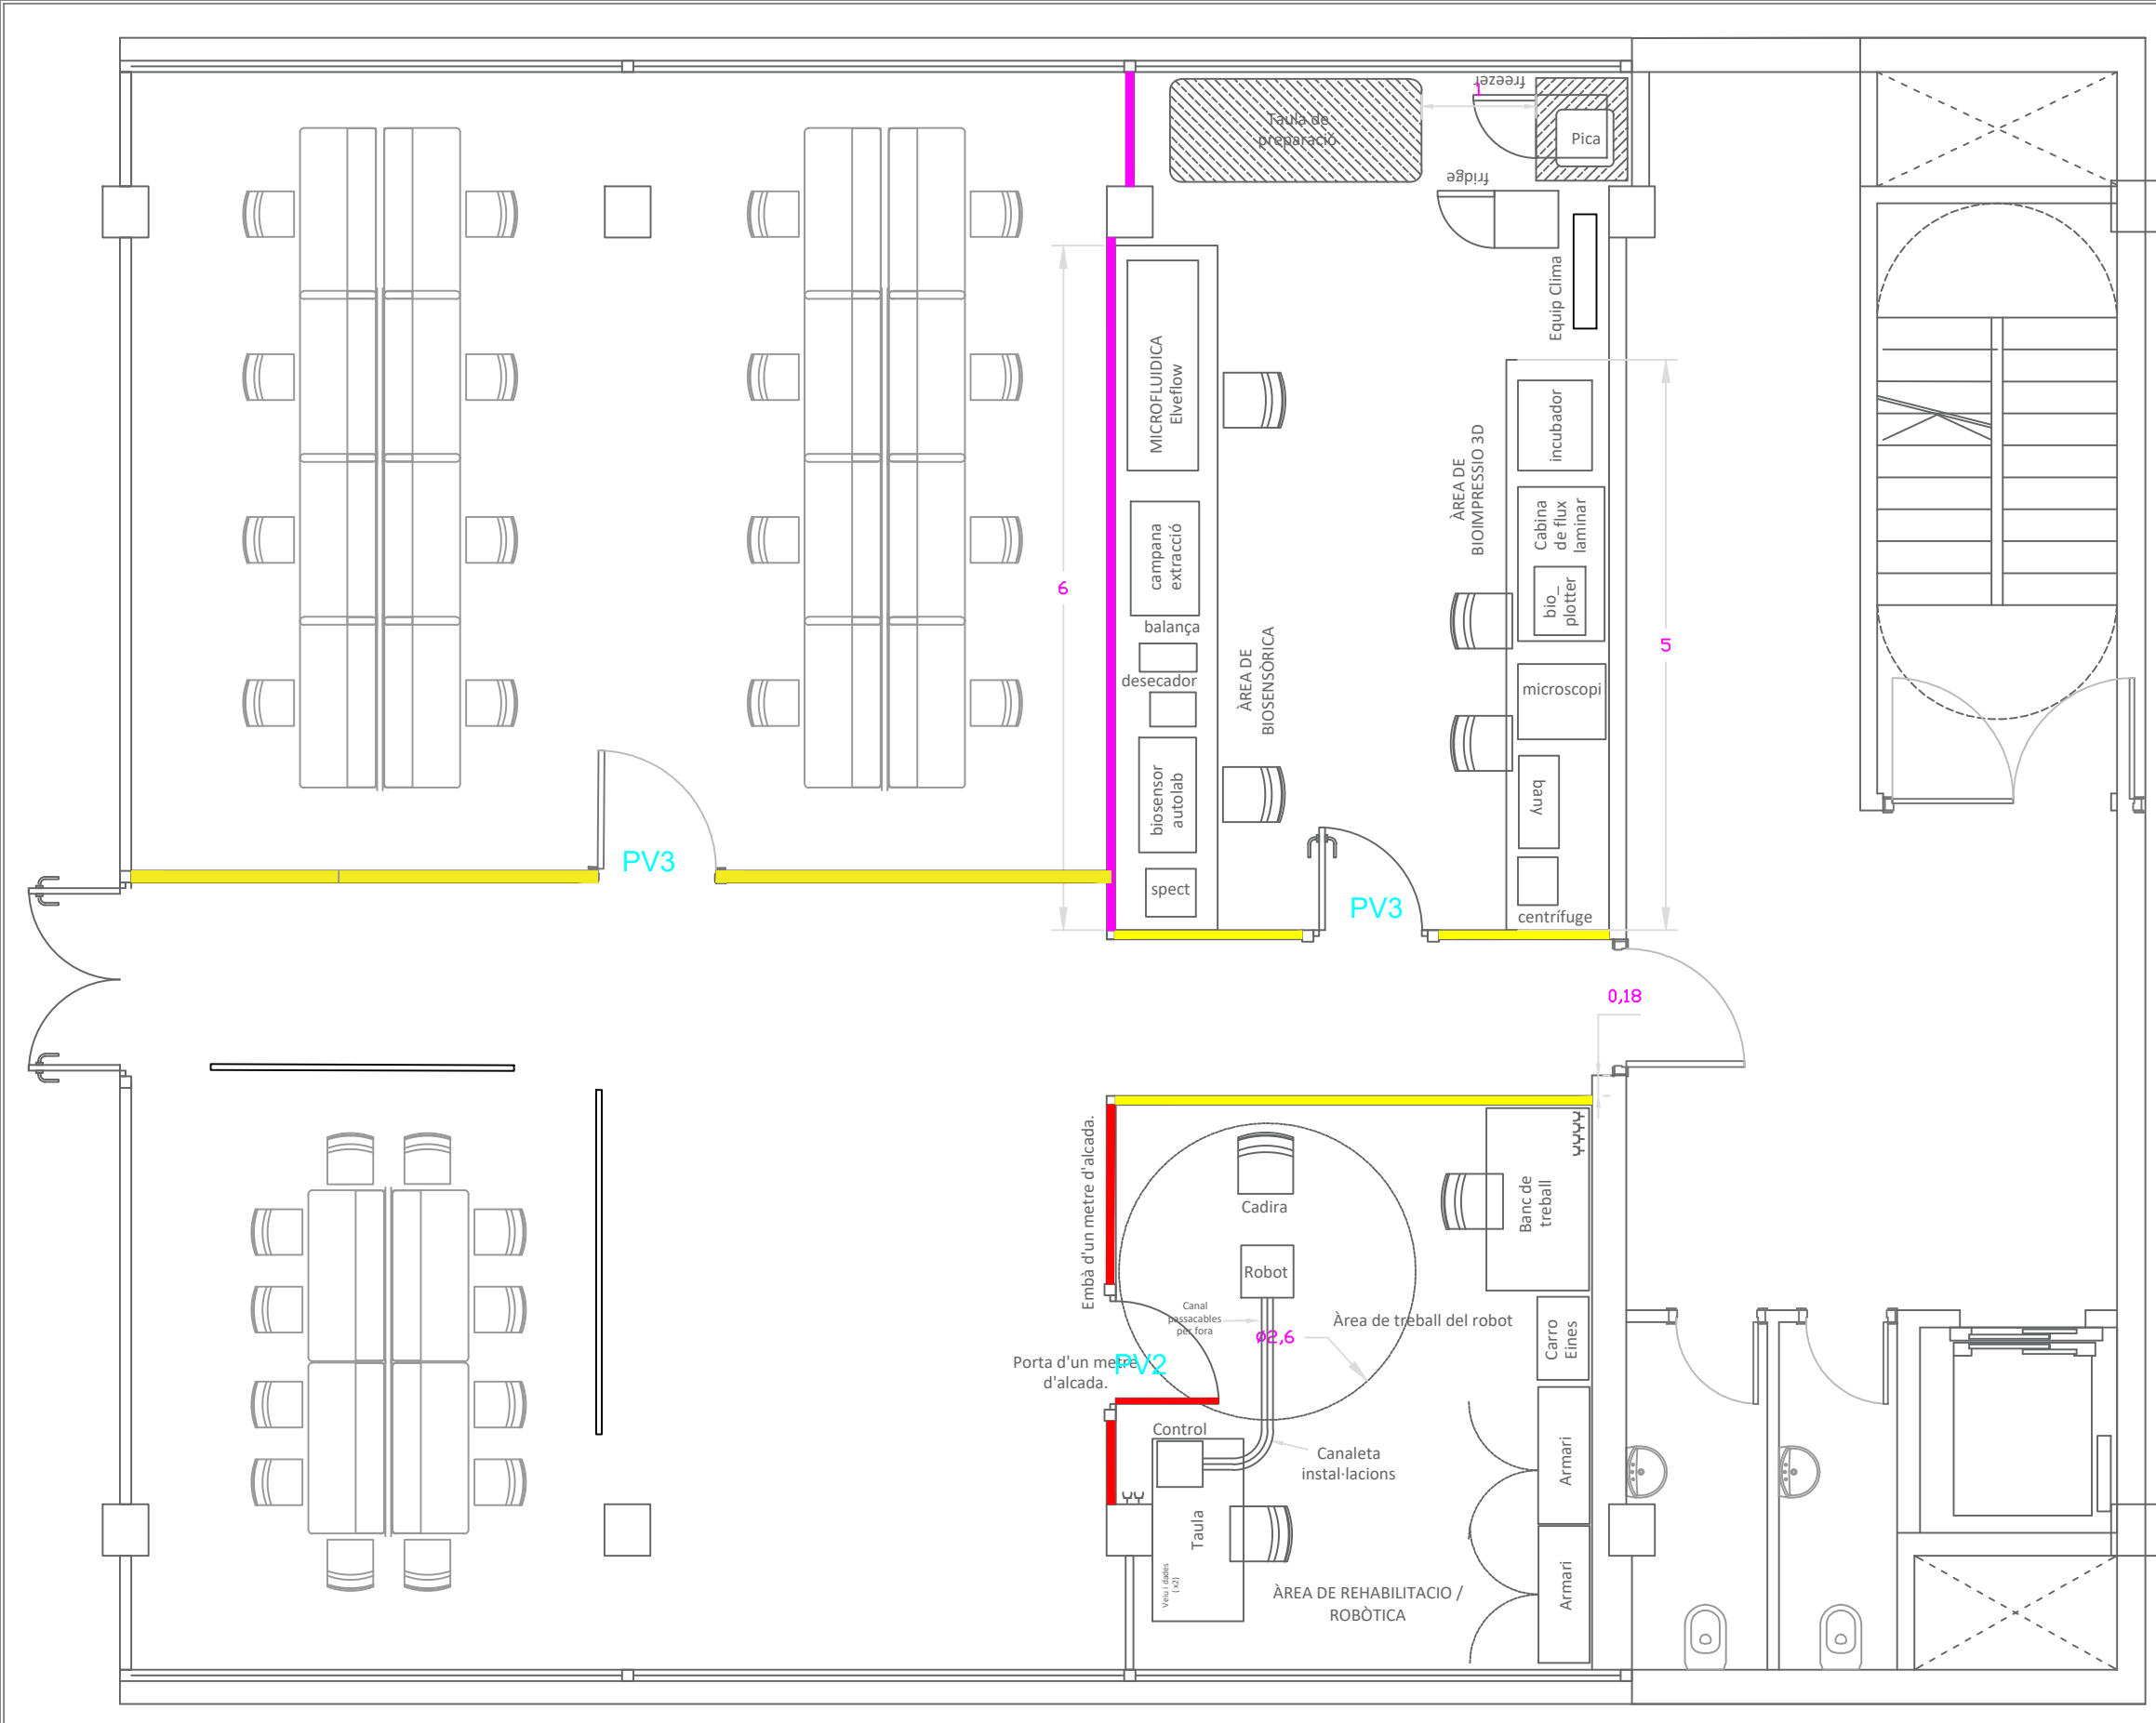 freezer
1
Taula de
preparació
Pica
fridge
Equip Clima
MICROFLUIDICA
Elveflow
ÀREA DE
BIOIMPRESSIO 3D
incubador
Cabina
de flux
laminar
bio_
plotter
campana
extracció
6
balança
desecador
ÀREA DE
BIOSENSÒRICA
5
microscopi
biosensor
autolab
bany
PV3
spect
PV3
centrífuge
0,18
Embà d'un metre d'alcada.
Cadira
Banc de
treball
Robot
Canal
passacables
per fora
Àrea de treball del robot
ø2,6
Carro
Eines
Porta d'un metre
d'alcada.
PV2
Control
Canaleta
instal·lacions
Armari
Taula
Veiu i dades
( x2)
ÀREA DE REHABILITACIO /
ROBÒTICA
Armari